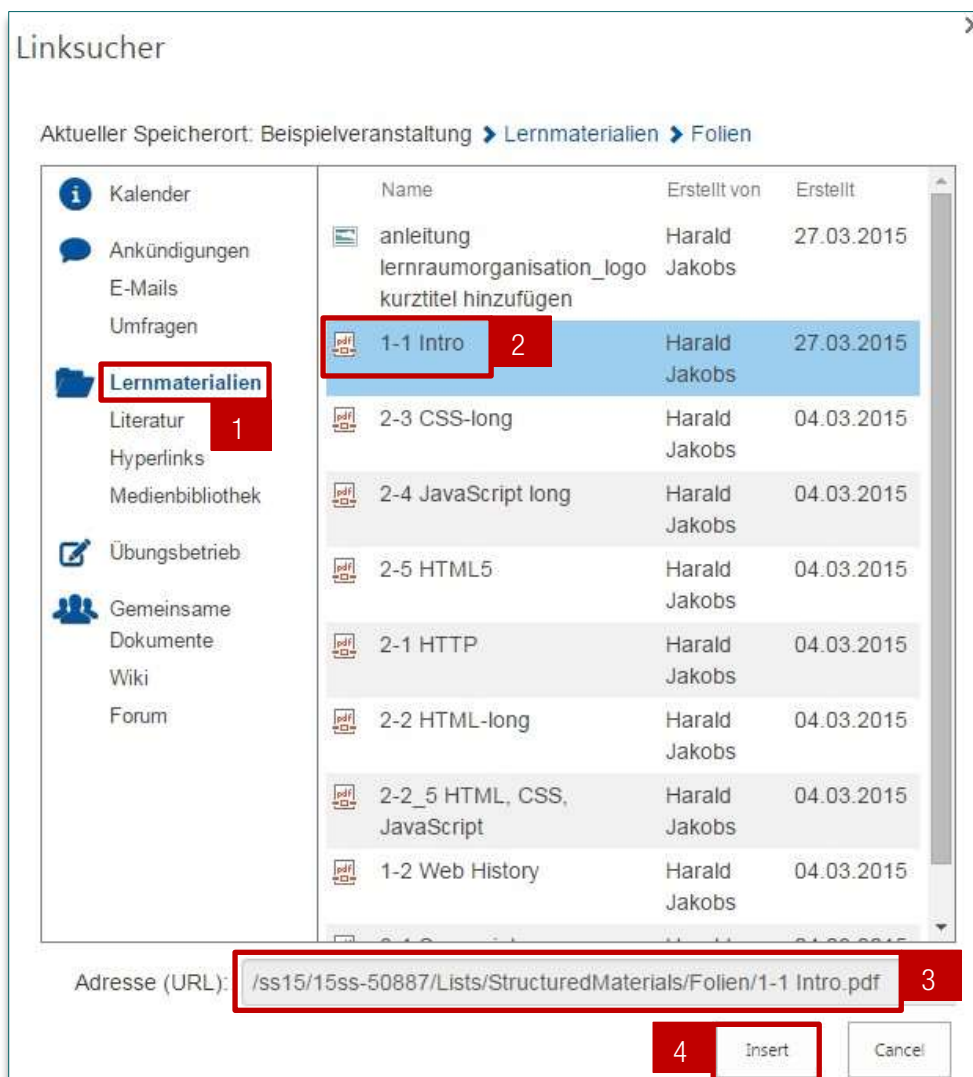 Linksucher
Aktueller Speicherort: Beispielveranstaltung > Lernmaterialien > Folien
Kalender
Ankündigungen
E-Mails
Umfragen
Lernmaterialien
1
Literatur
Hyperlinks
Medienbibliothek
Übungsbetrieb
Gemeinsame
Dokumente
Wiki
Forum
Name Erstellt von Erstellt
anleitung Harald 27.03.2015
lernraumorganisation_logo Jakobs
kurztitel hinzufügen
1-1 Intro 2 Harald 27.03.2015
Jakobs
2-3 CSS-long Harald 04.03.2015
Jakobs
2-4 JavaScript long Harald 04.03.2015
Jakobs
2-5 HTML5 Harald 04.03.2015
Jakobs
2-1 HTTP Harald 04.03.2015
Jakobs
2-2 HTML-long Harald 04.03.2015
Jakobs
2-2_5 HTML, CSS, Harald 04.03.2015
JavaScript Jakobs
1-2 Web History Harald 04.03.2015
Jakobs
Adresse (URL): /ss15/15ss-50887/Lists/StructuredMaterials/Folien/1-1 Intro.pdf 3
4 Insert Cancel